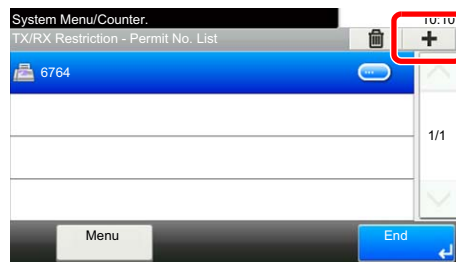 System Menu/Counter.
10:10
TX/RX Restriction - Permit No. List
6764
1/1
Menu
End